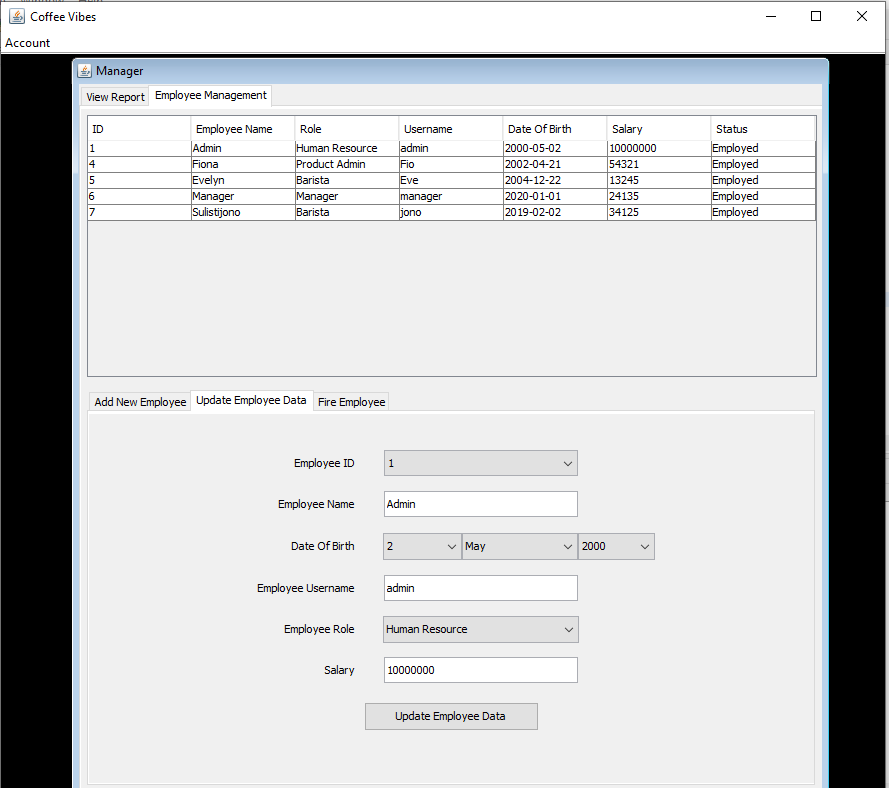 Coffee Vibes
Account
Manager
View Report Employee Management
ID Employee Name Role Username Date Of Birth Salary Status
1 Admin Human Resource admin 2000-05-02 10000000 Employed
4 Fiona Product Admin Fio 2002-04-21 54321 Employed
5 Evelyn Barista Eve 2004-12-22 13245 Employed
6 Manager Manager manager 2020-01-01 24135 Employed
7 Sulistijono Barista jono 2019-02-02 34125 Employed
Add New Employee Update Employee Data Fire Employee
Employee ID 1
Employee Name Admin
Date Of Birth 2 May 2000
Employee Username admin
Employee Role Human Resource
Salary 10000000
Update Employee Data